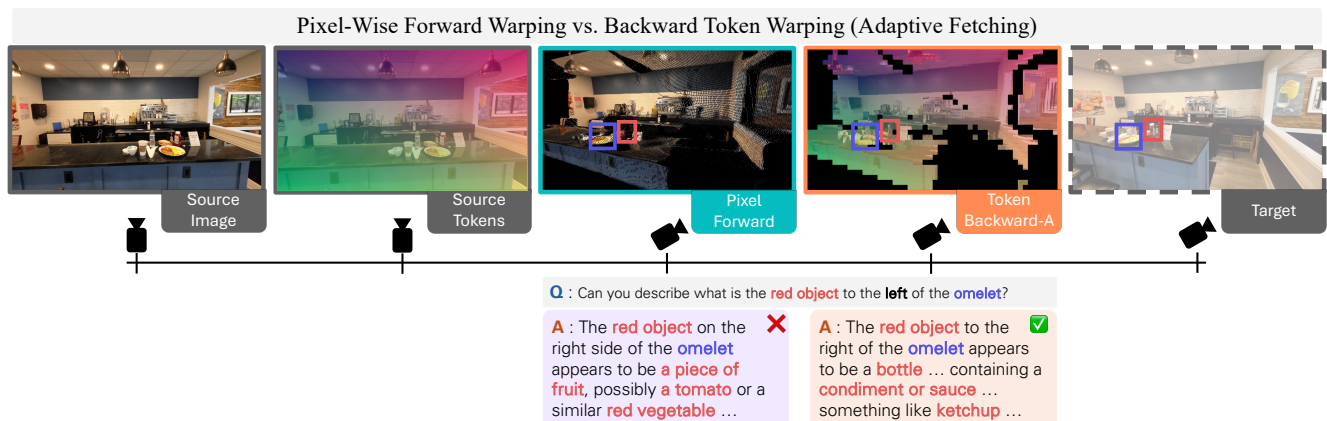 Pixel-Wise Forward Warping vs. Backward Token Warping (Adaptive Fetching)
Source
Image
Source
Tokens
Pixel
Forward
Token
Backward-A
Target
Q : Can you describe what is the red object to the left of the omelet?
A : The red object on the
right side of the omelet
appears to be a piece of
fruit, possibly a tomato or a
similar red vegetable ...
A : The red object to the
right of the omelet appears
to be a bottle ... containing a
condiment or sauce ...
something like ketchup ...